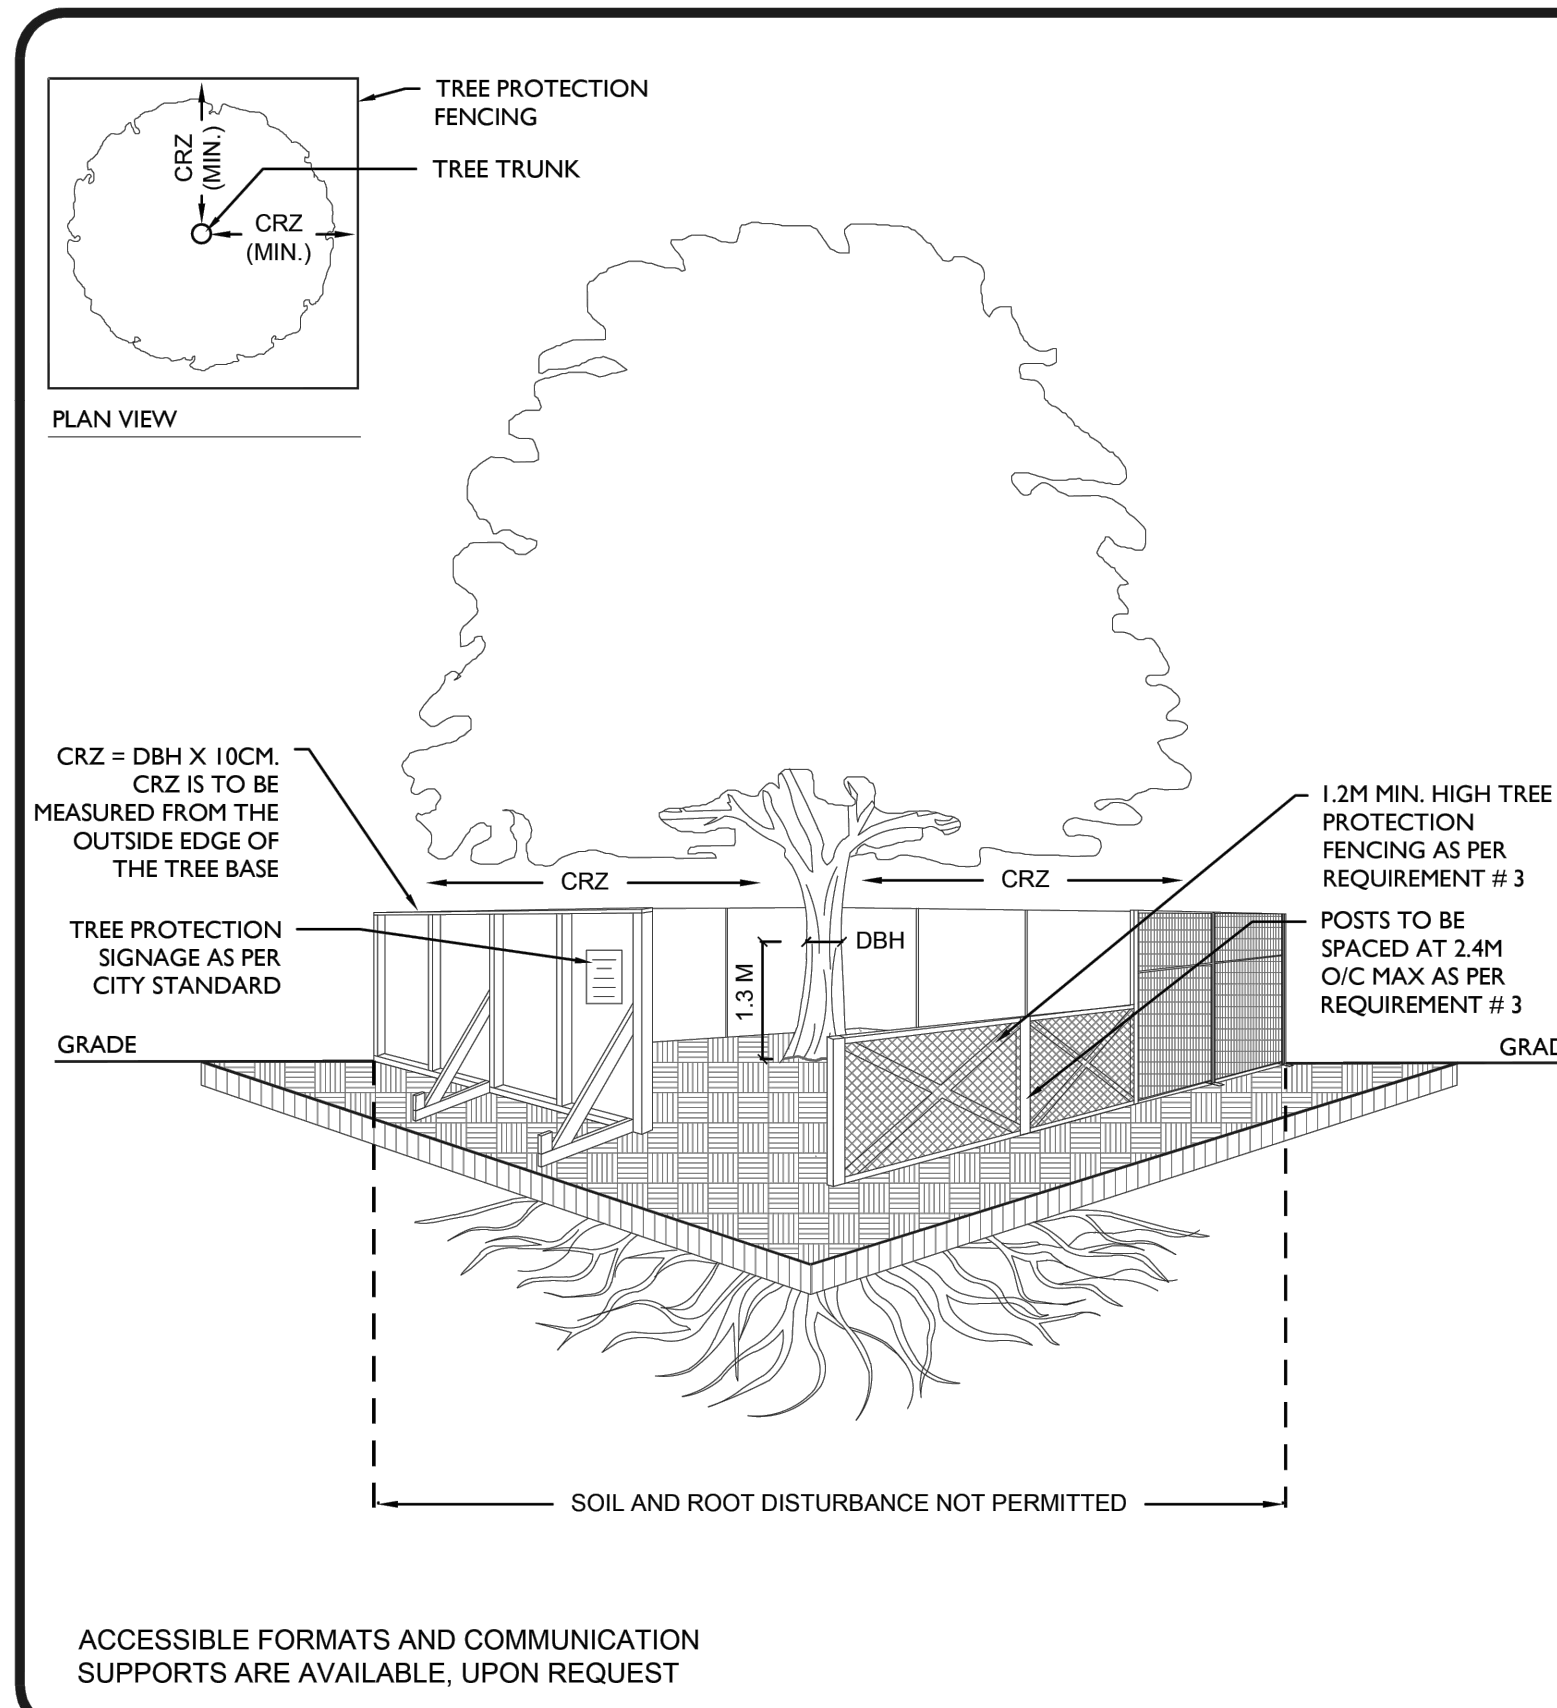 TREE PROTECTION
FENCING
TREE TRUNK
CRZ
(MIN.)
CRZ
(MIN.)
PLAN VIEW
CRZ = DBH X 10CM.
CRZ IS TO BE
MEASURED FROM THE
OUTSIDE EDGE OF
THE TREE BASE
TREE PROTECTION
SIGNAGE AS PER
CITY STANDARD
GRADE
CRZ
CRZ
DBH
1.3 M
1.2M MIN. HIGH TREE
PROTECTION
FENCING AS PER
REQUIREMENT # 3
POSTS TO BE
SPACED AT 2.4M
O/C MAX AS PER
REQUIREMENT # 3
GRAD
SOIL AND ROOT DISTURBANCE NOT PERMITTED
ACCESSIBLE FORMATS AND COMMUNICATION
SUPPORTS ARE AVAILABLE, UPON REQUEST